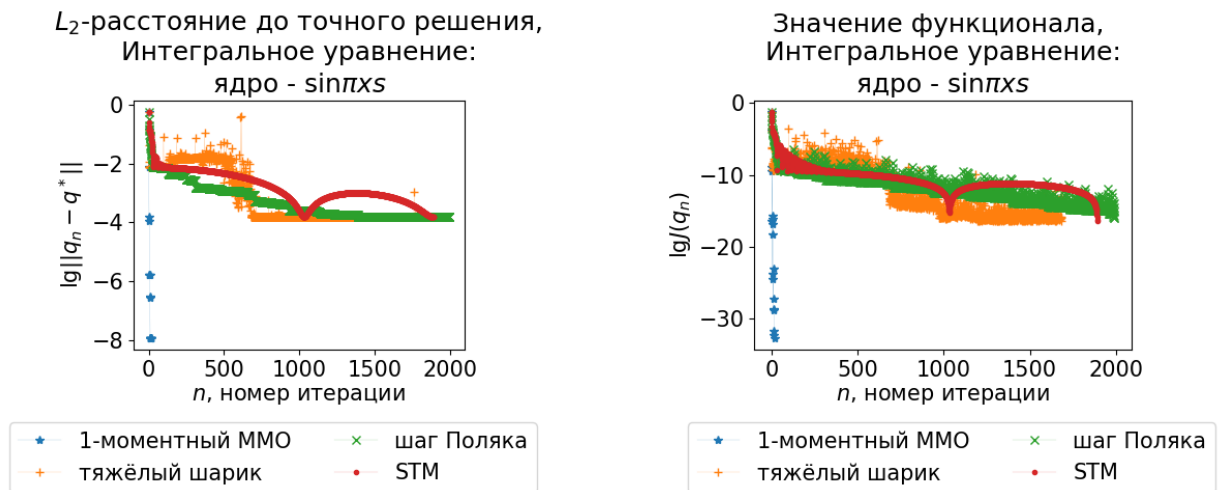 L₂-расстояние до точного решения,
Интегральное уравнение:
ядро - sinπxs
lg||qₙ − q*||
0
−2
−4
−6
−8
0 500 1000 1500 2000
n, номер итерации
1-моментный ММО
шаг Поляка
тяжёлый шарик
STM
Значение функционала,
Интегральное уравнение:
ядро - sinπxs
lgJ(qₙ)
0
−10
−20
−30
0 500 1000 1500 2000
n, номер итерации
1-моментный ММО
шаг Поляка
тяжёлый шарик
STM